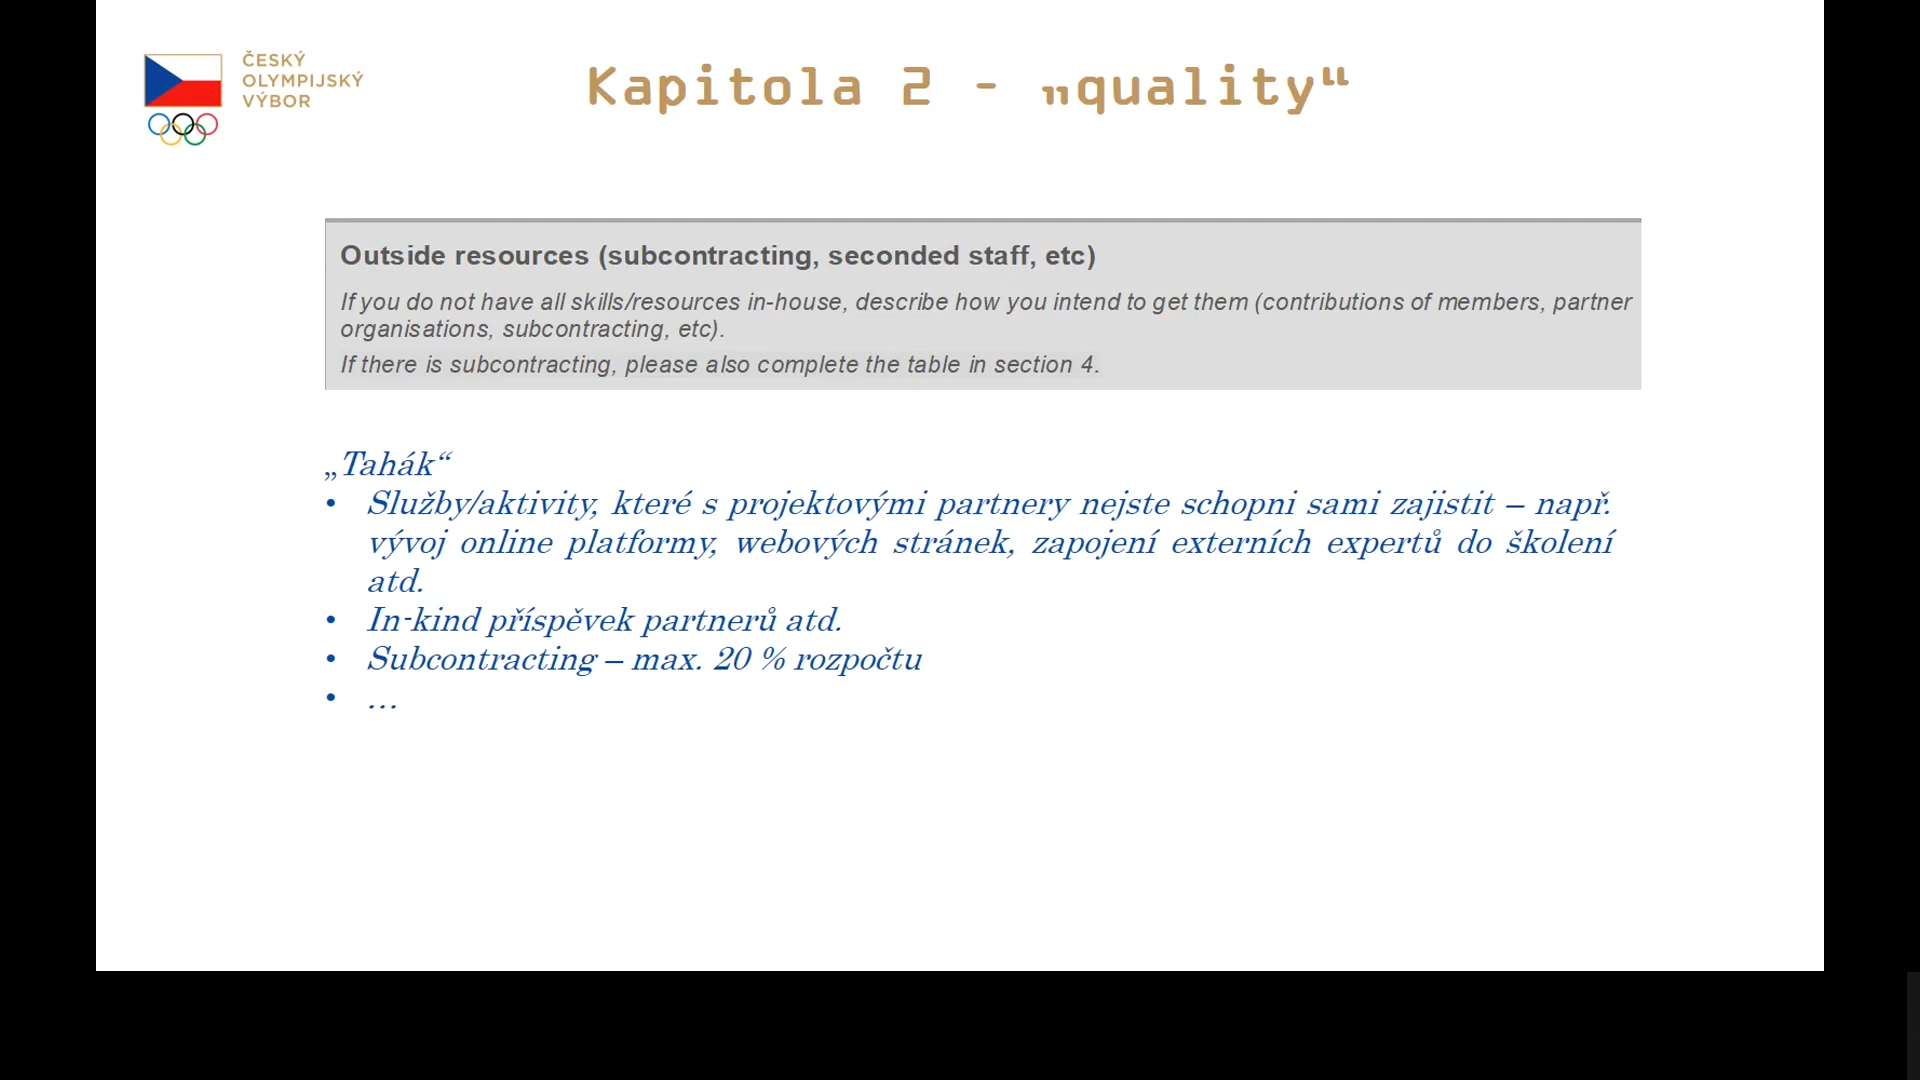 ČESKÝ
OLYMPIJSKÝ
VÝBOR
Kapitola 2 - „quality“
Outside resources (subcontracting, seconded staff, etc)
If you do not have all skills/resources in-house, describe how you intend to get them (contributions of members, partner
organisations, subcontracting, etc).
If there is subcontracting, please also complete the table in section 4.
„Tahák“
• Služby/aktivity, které s projektovými partnery nejste schopni sami zajistit – např.
vývoj online platformy, webových stránek, zapojení externích expertů do školení
atd.
• In-kind příspěvek partnerů atd.
• Subcontracting – max. 20 % rozpočtu
• …